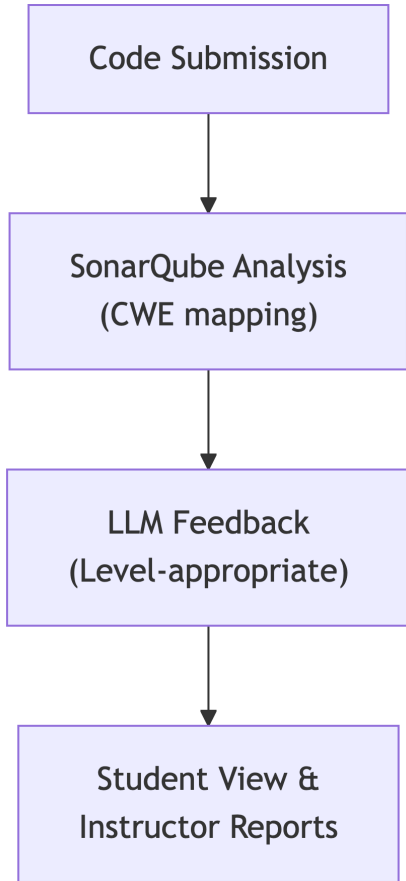 Code Submission
SonarQube Analysis
(CWE mapping)
LLM Feedback
(Level-appropriate)
Student View &
Instructor Reports